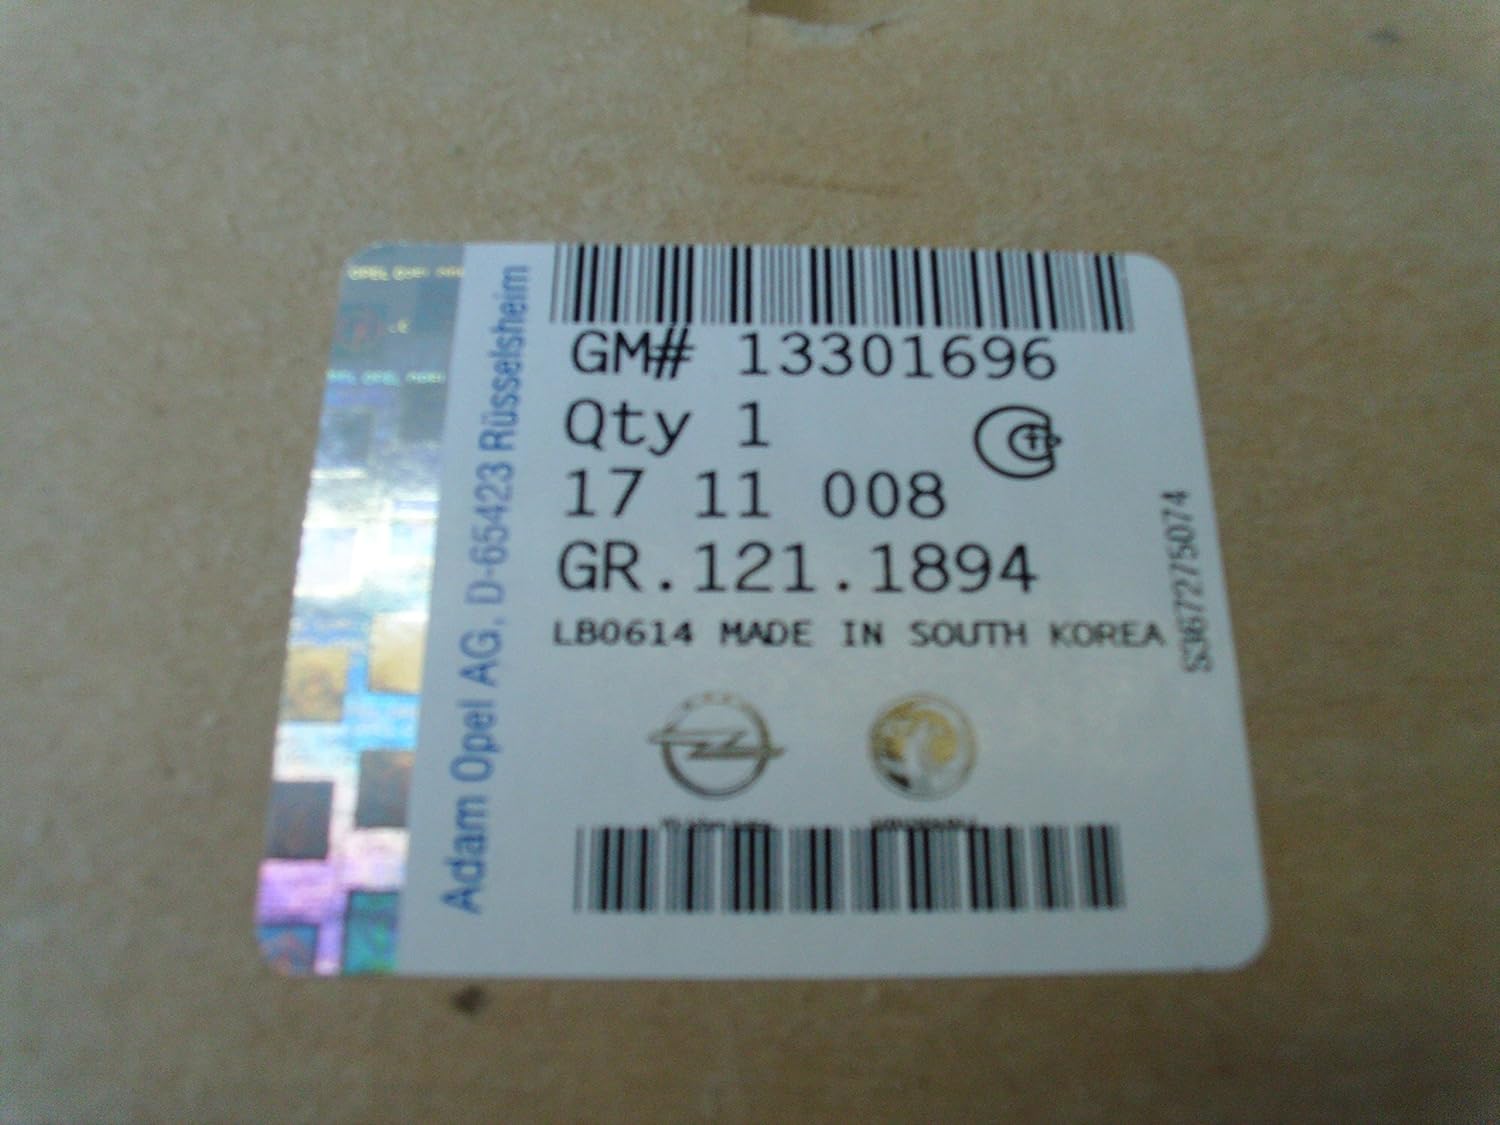 GM# 13301696
Qty 1
17 11 008
GR.121.1894
LB0614 MADE IN SOUTH KOREA
S3672275074
Adam Opel AG, D-65423 Rüsselsheim